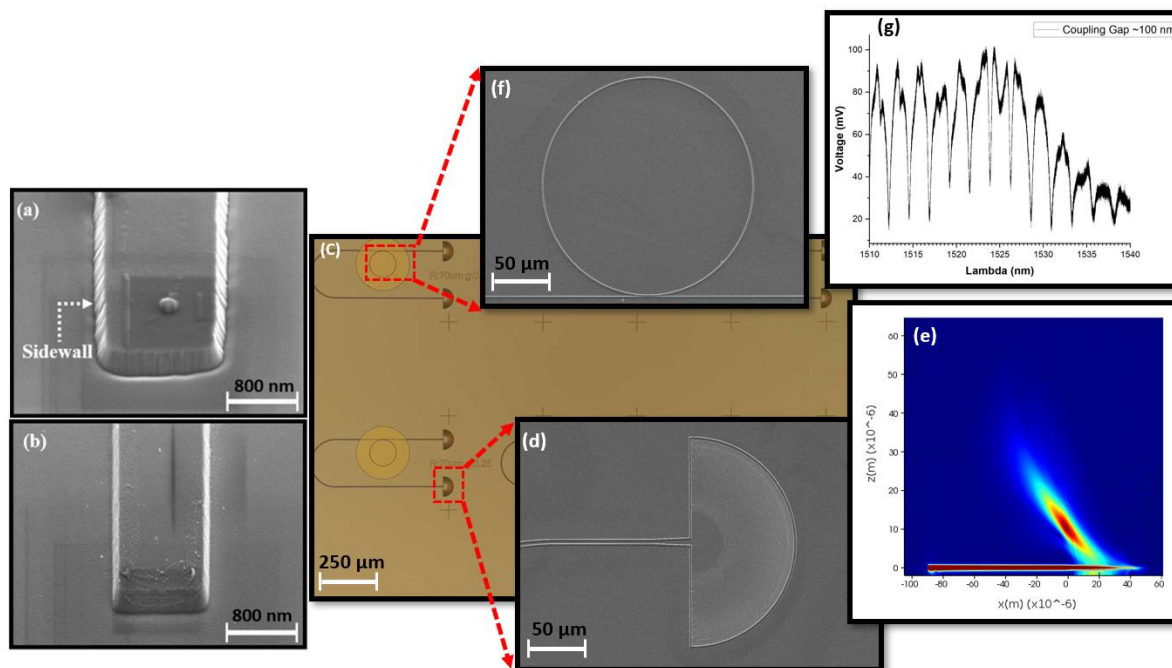 (a)
Sidewall
800 nm
(b)
800 nm
(C)
250 µm
(f)
50 µm
(d)
50 µm
(g)
Coupling Gap ~100 nm
100
80
60
40
20
Voltage (mV)
1510
1515
1520
1525
1530
1535
1540
Lambda (nm)
(e)
60
50
40
30
20
10
0
z(m) (x10^-6)
-100
-80
-60
-40
-20
0
20
40
60
x(m) (x10^-6)